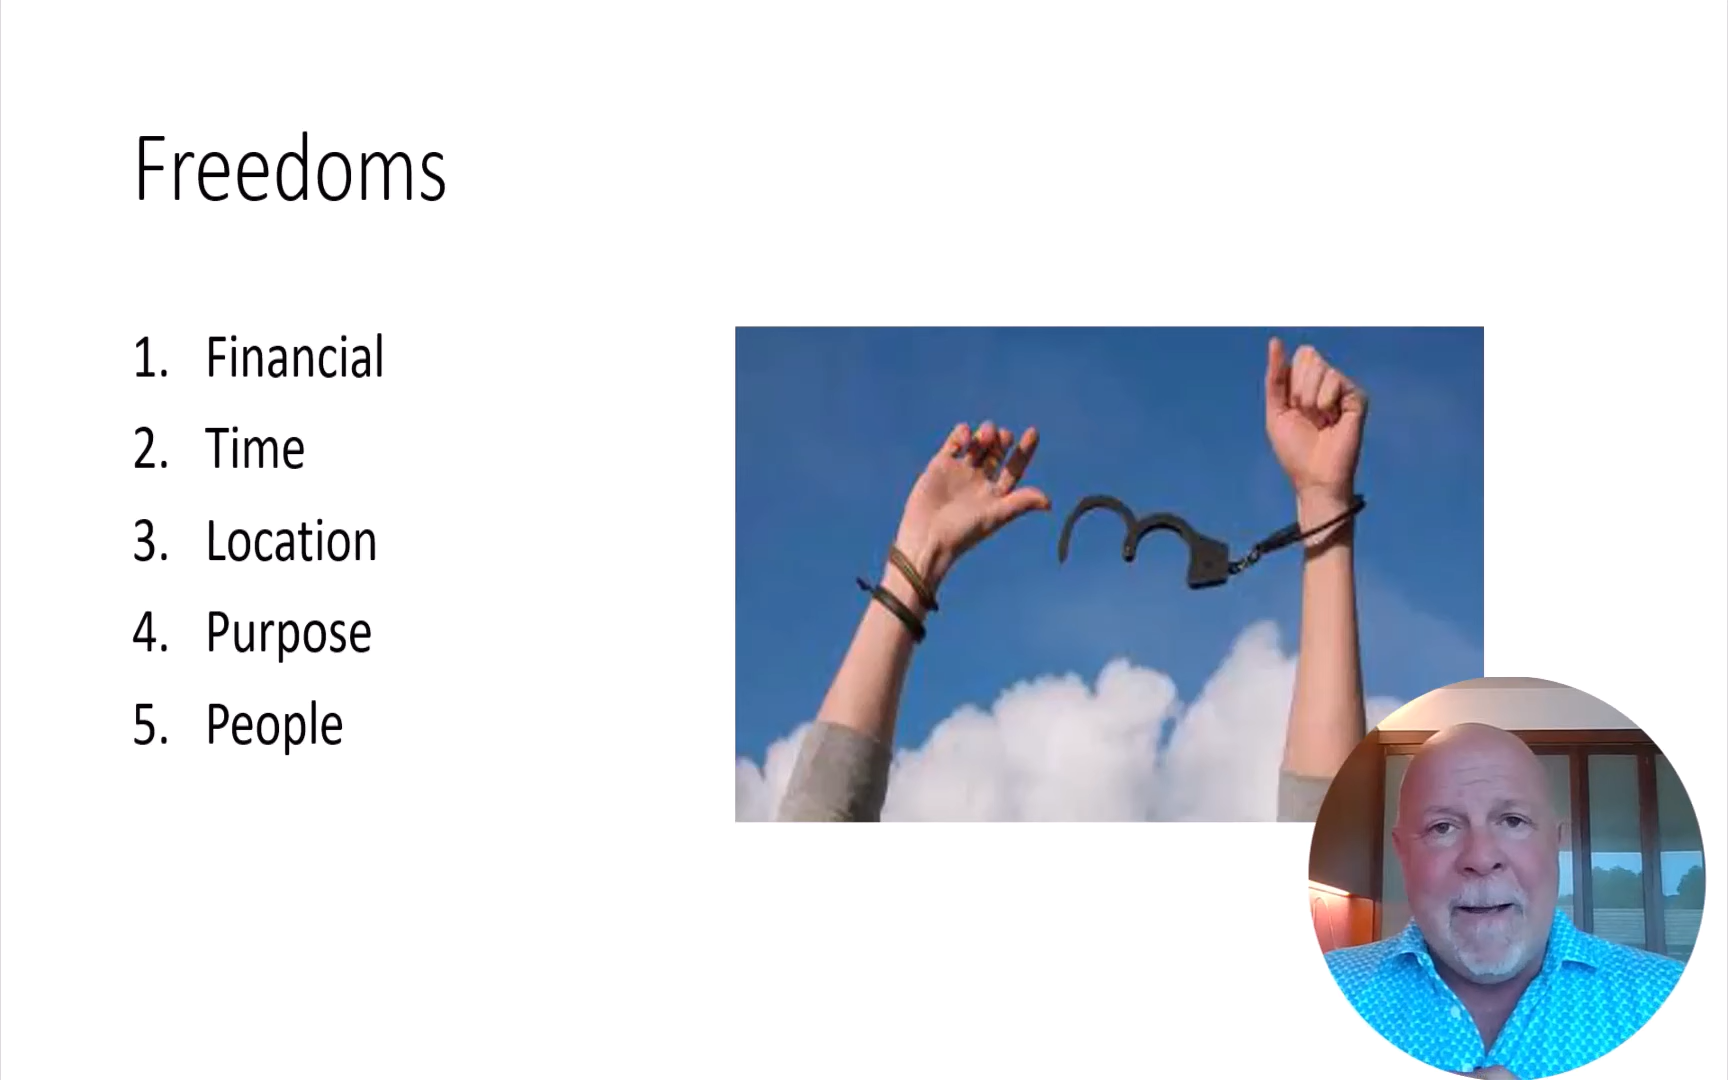 Freedoms
1. Financial
2. Time
3. Location
4. Purpose
5. People